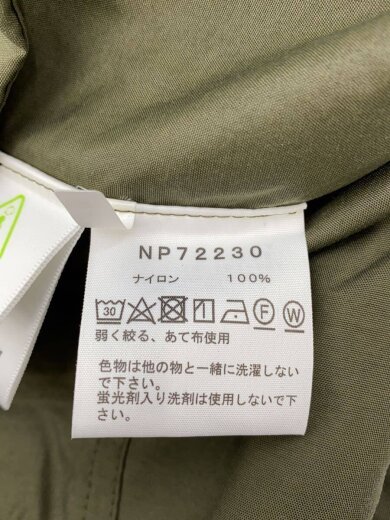 NP72230
ナイロン 100%
30 F W
弱く絞る、あて布使用
色物は他の物と一緒に洗濯しない
で下さい。
蛍光剤入り洗剤は使用しないで下さい。